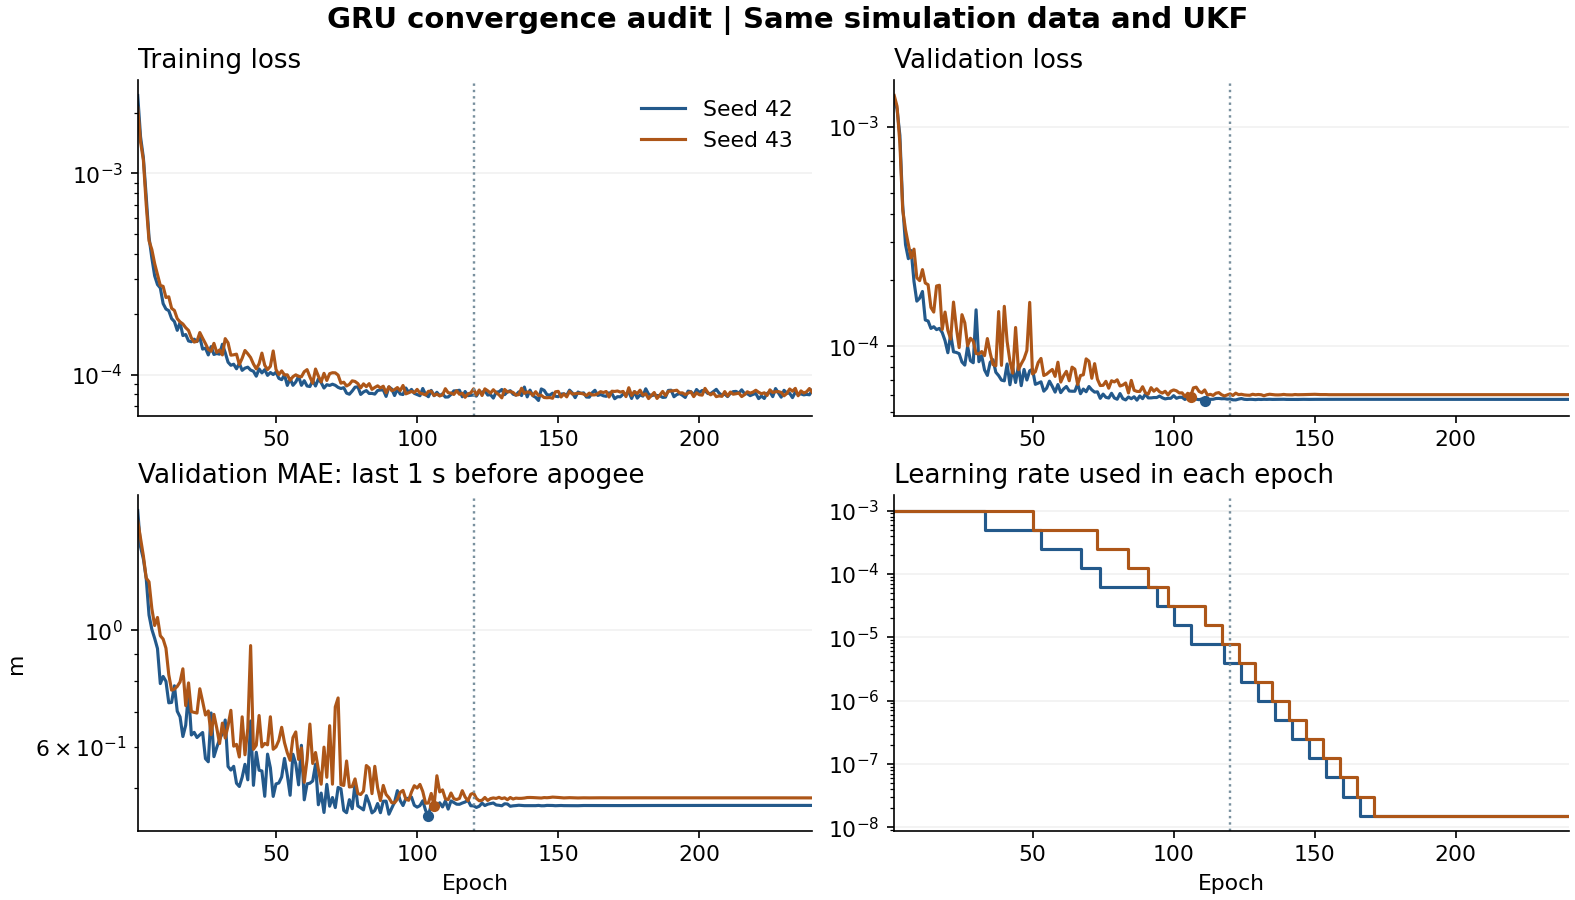 GRU convergence audit | Same simulation data and UKF
Training loss
Seed 42
Seed 43
10⁻³
10⁻⁴
50 100 150 200
Validation loss
10⁻³
10⁻⁴
50 100 150 200
Validation MAE: last 1 s before apogee
m
10⁰
6 × 10⁻¹
50 100 150 200
Epoch
Learning rate used in each epoch
10⁻³
10⁻⁴
10⁻⁵
10⁻⁶
10⁻⁷
10⁻⁸
50 100 150 200
Epoch